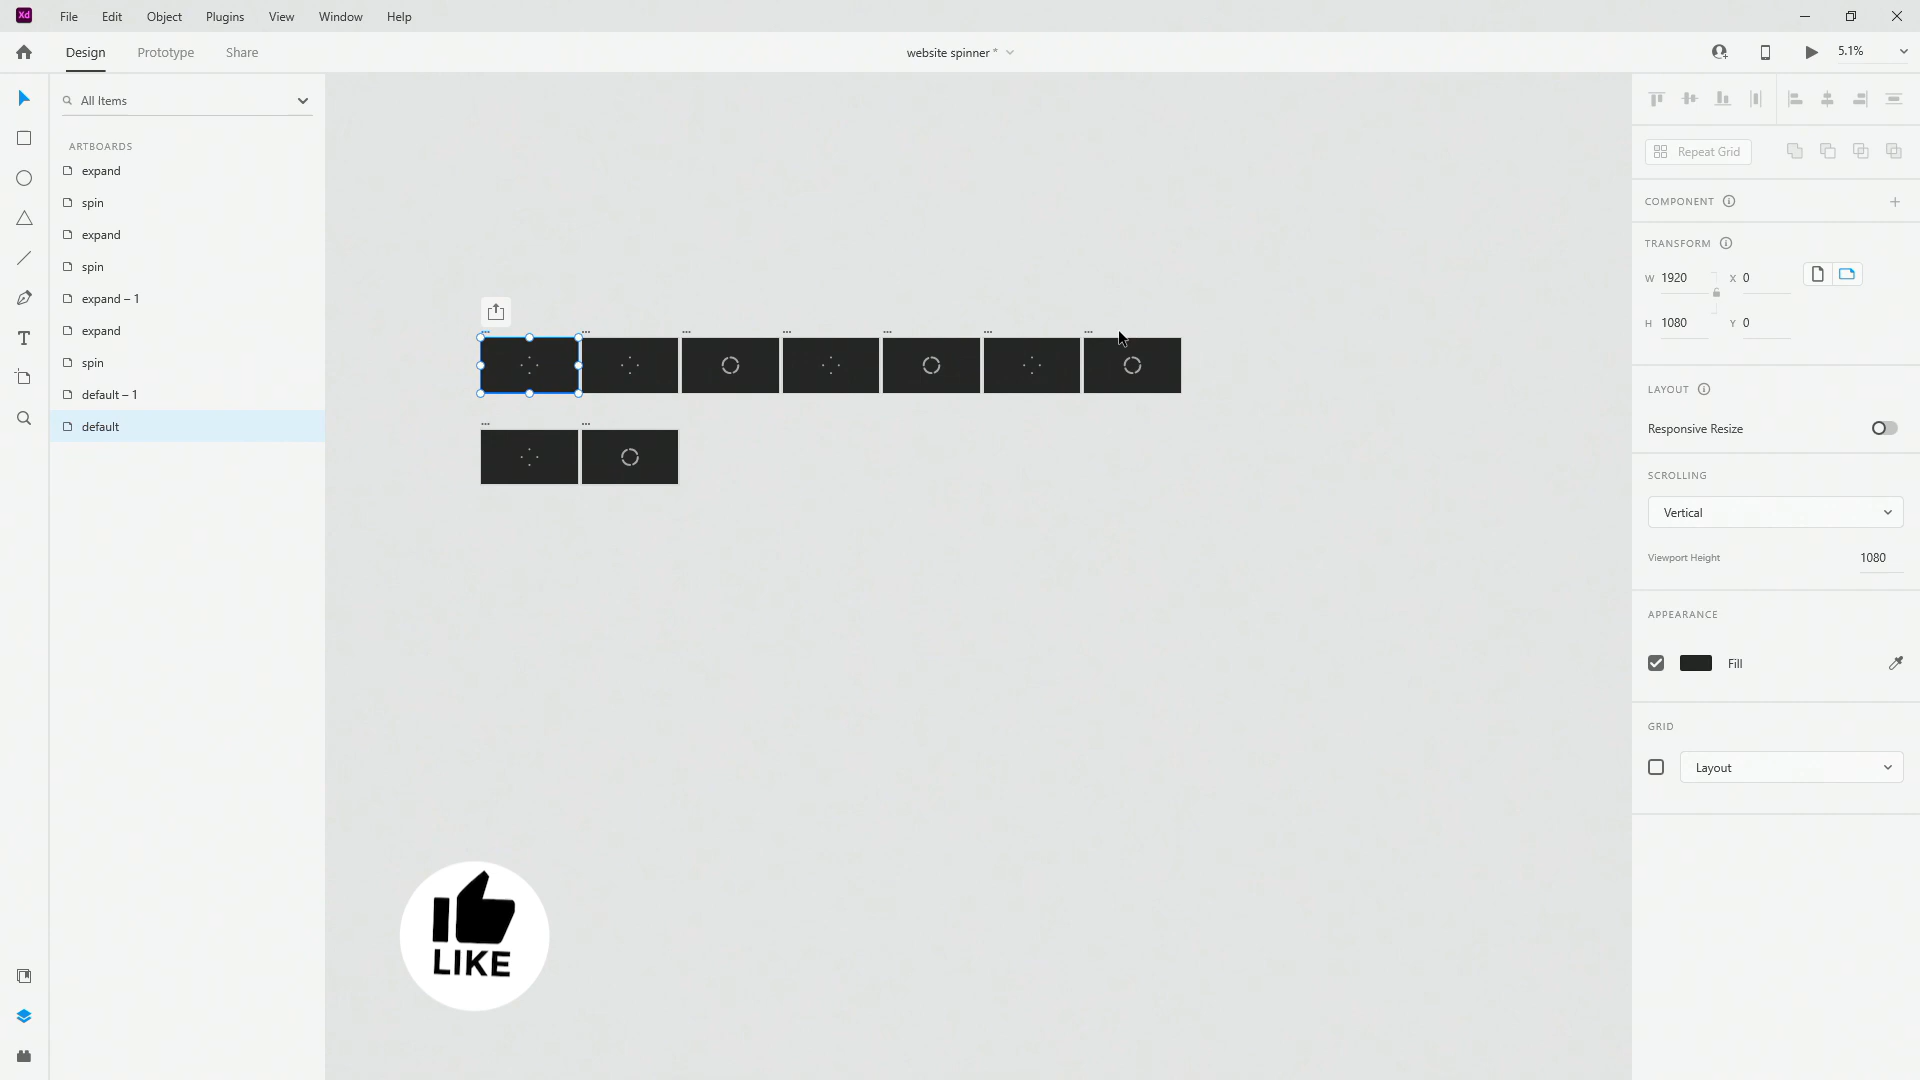 Xd File Edit Object Plugins View Window Help
Design Prototype Share website spinner * 5.1%
All Items
ARTBOARDS
expand
spin
expand
spin
expand – 1
expand
spin
default – 1
default
...
...
...
...
...
...
...
...
...
LIKE
Repeat Grid
COMPONENT
TRANSFORM
W 1920 X 0
H 1080 Y 0
LAYOUT
Responsive Resize
SCROLLING
Vertical
Viewport Height 1080
APPEARANCE
Fill
GRID
Layout